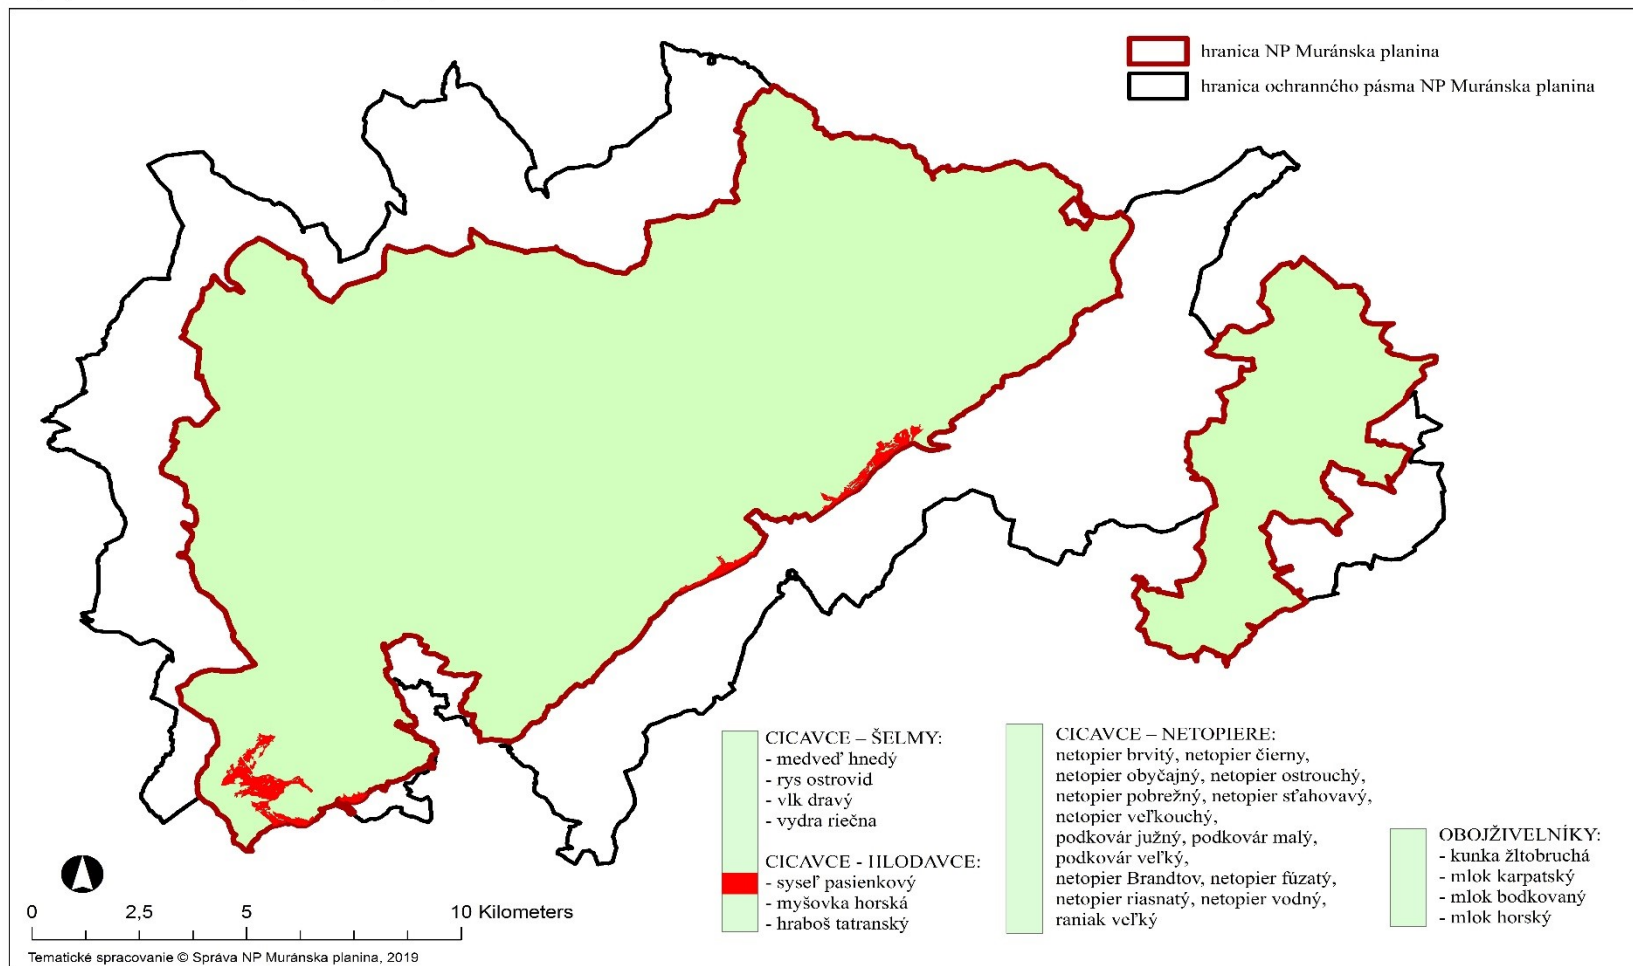 hranica NP Muránska planina
hranica ochranného pásma NP Muránska planina
CICAVCE – ŠELMY:
- medveď hnedý
- rys ostrovid
- vlk dravý
- vydra riečna
CICAVCE - HLODAVCE:
- syseľ pasienkový
- myšovka horská
- hraboš tatranský
CICAVCE – NETOPIERE:
netopier brvitý, netopier čierny,
netopier obyčajný, netopier ostrouchý,
netopier pobrežný, netopier sťahovavý,
netopier veľkouchý,
podkovár južný, podkovár malý,
podkovár veľký,
netopier Brandtov, netopier fúzatý,
netopier riasnatý, netopier vodný,
raniak veľký
OBOJŽIVELNÍKY:
- kunka žltobruchá
- mlok karpatský
- mlok bodkovaný
- mlok horský
0 2,5 5 10 Kilometers
Tematické spracovanie © Správa NP Muránska planina, 2019